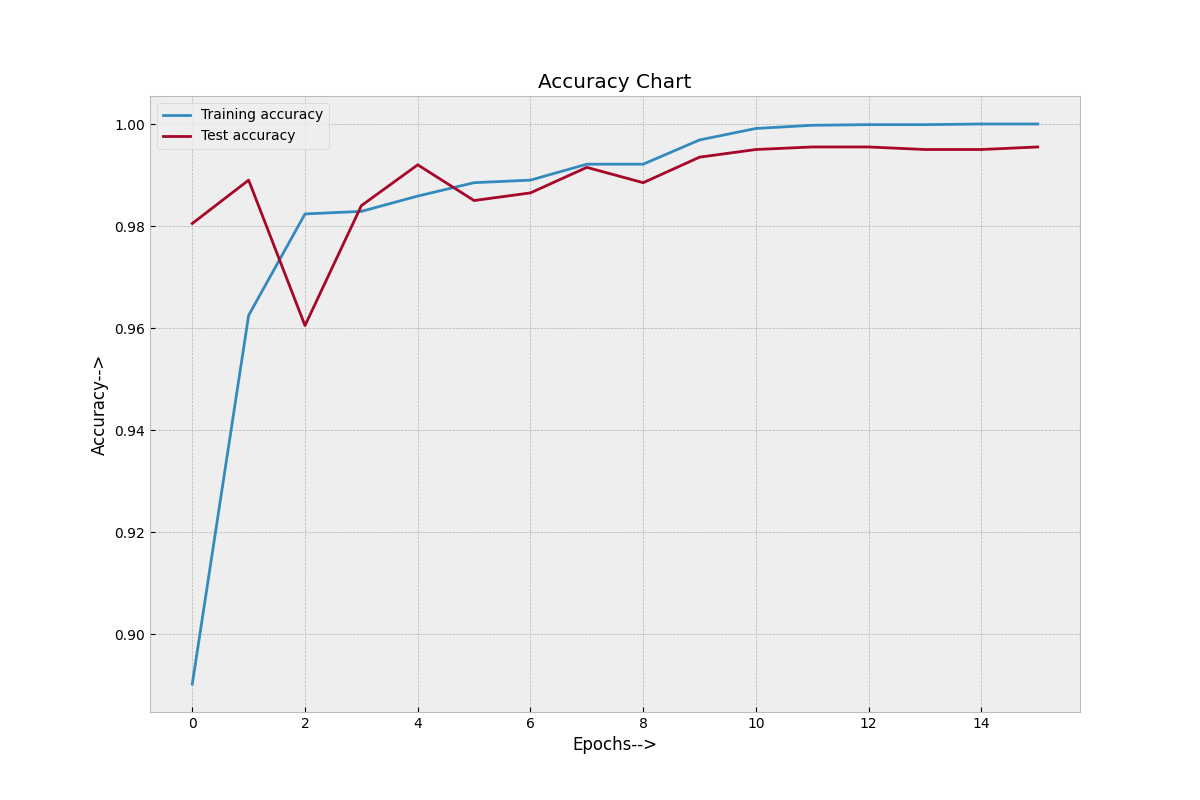 Accuracy Chart
Training accuracy
Test accuracy
1.00
0.98
0.96
0.94
0.92
0.90
Accuracy-->
0 2 4 6 8 10 12 14
Epochs-->